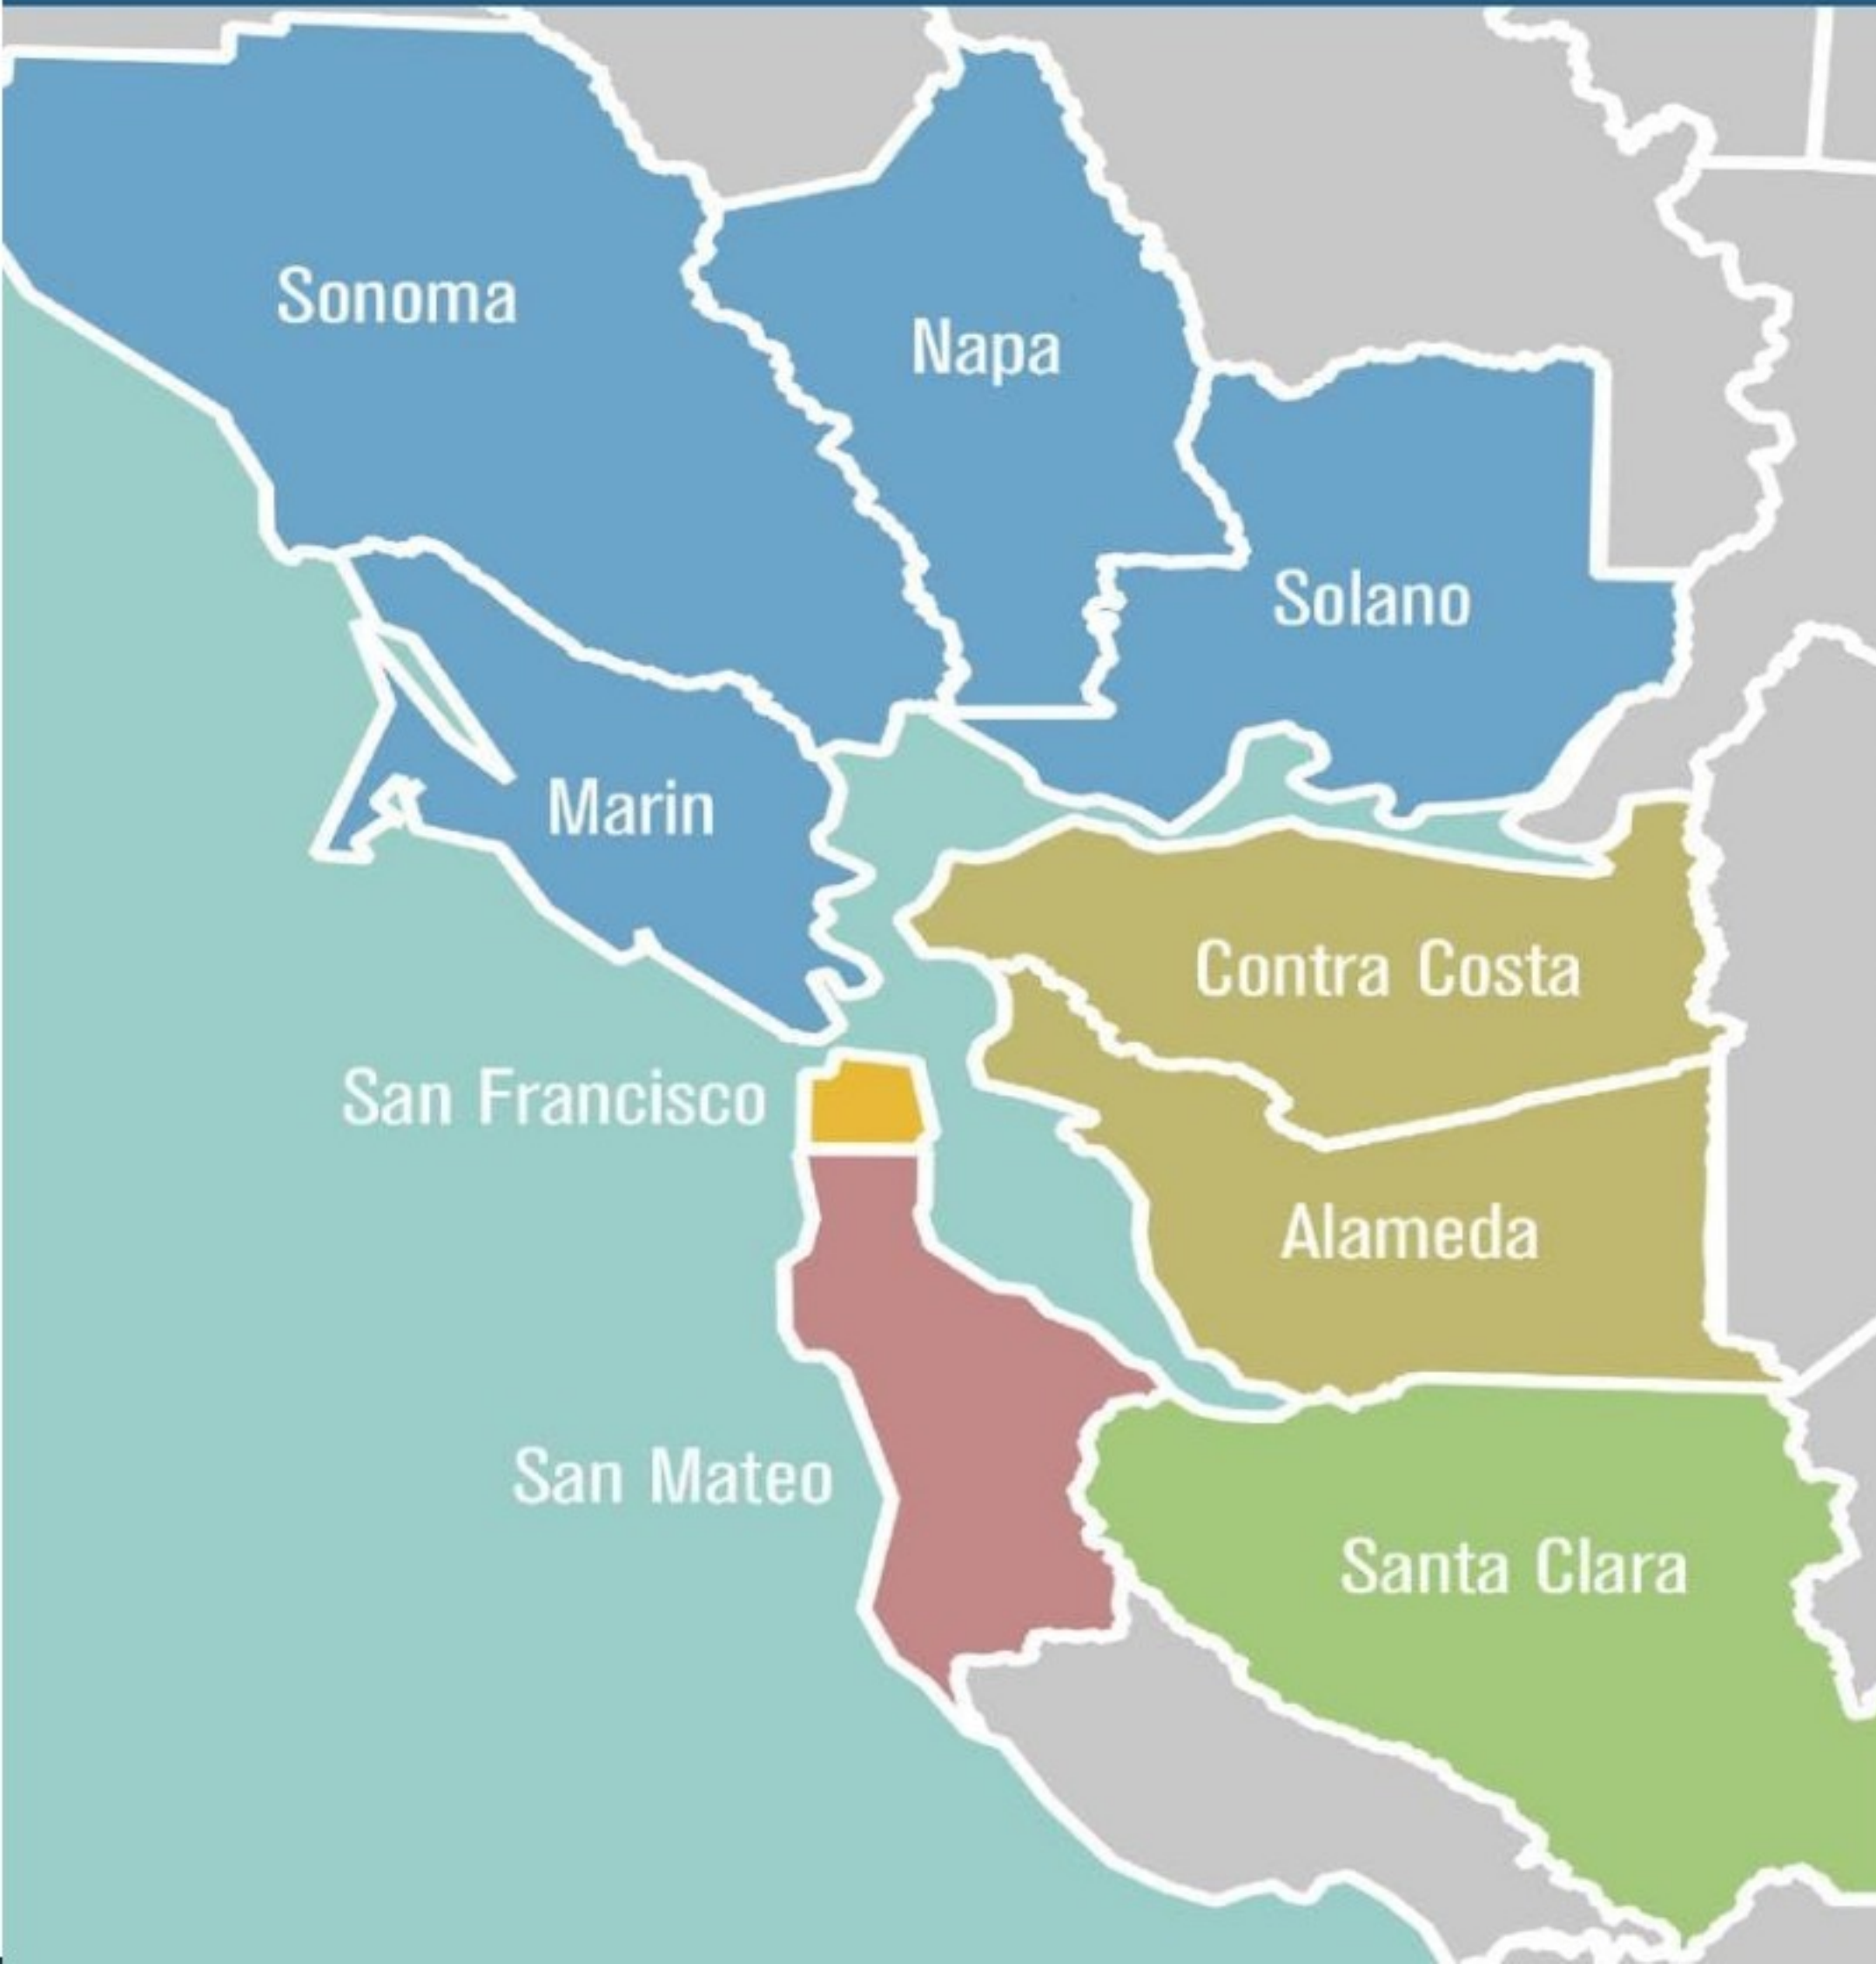 Sonoma
Napa
Solano
Marin
Contra Costa
San Francisco
Alameda
San Mateo
Santa Clara